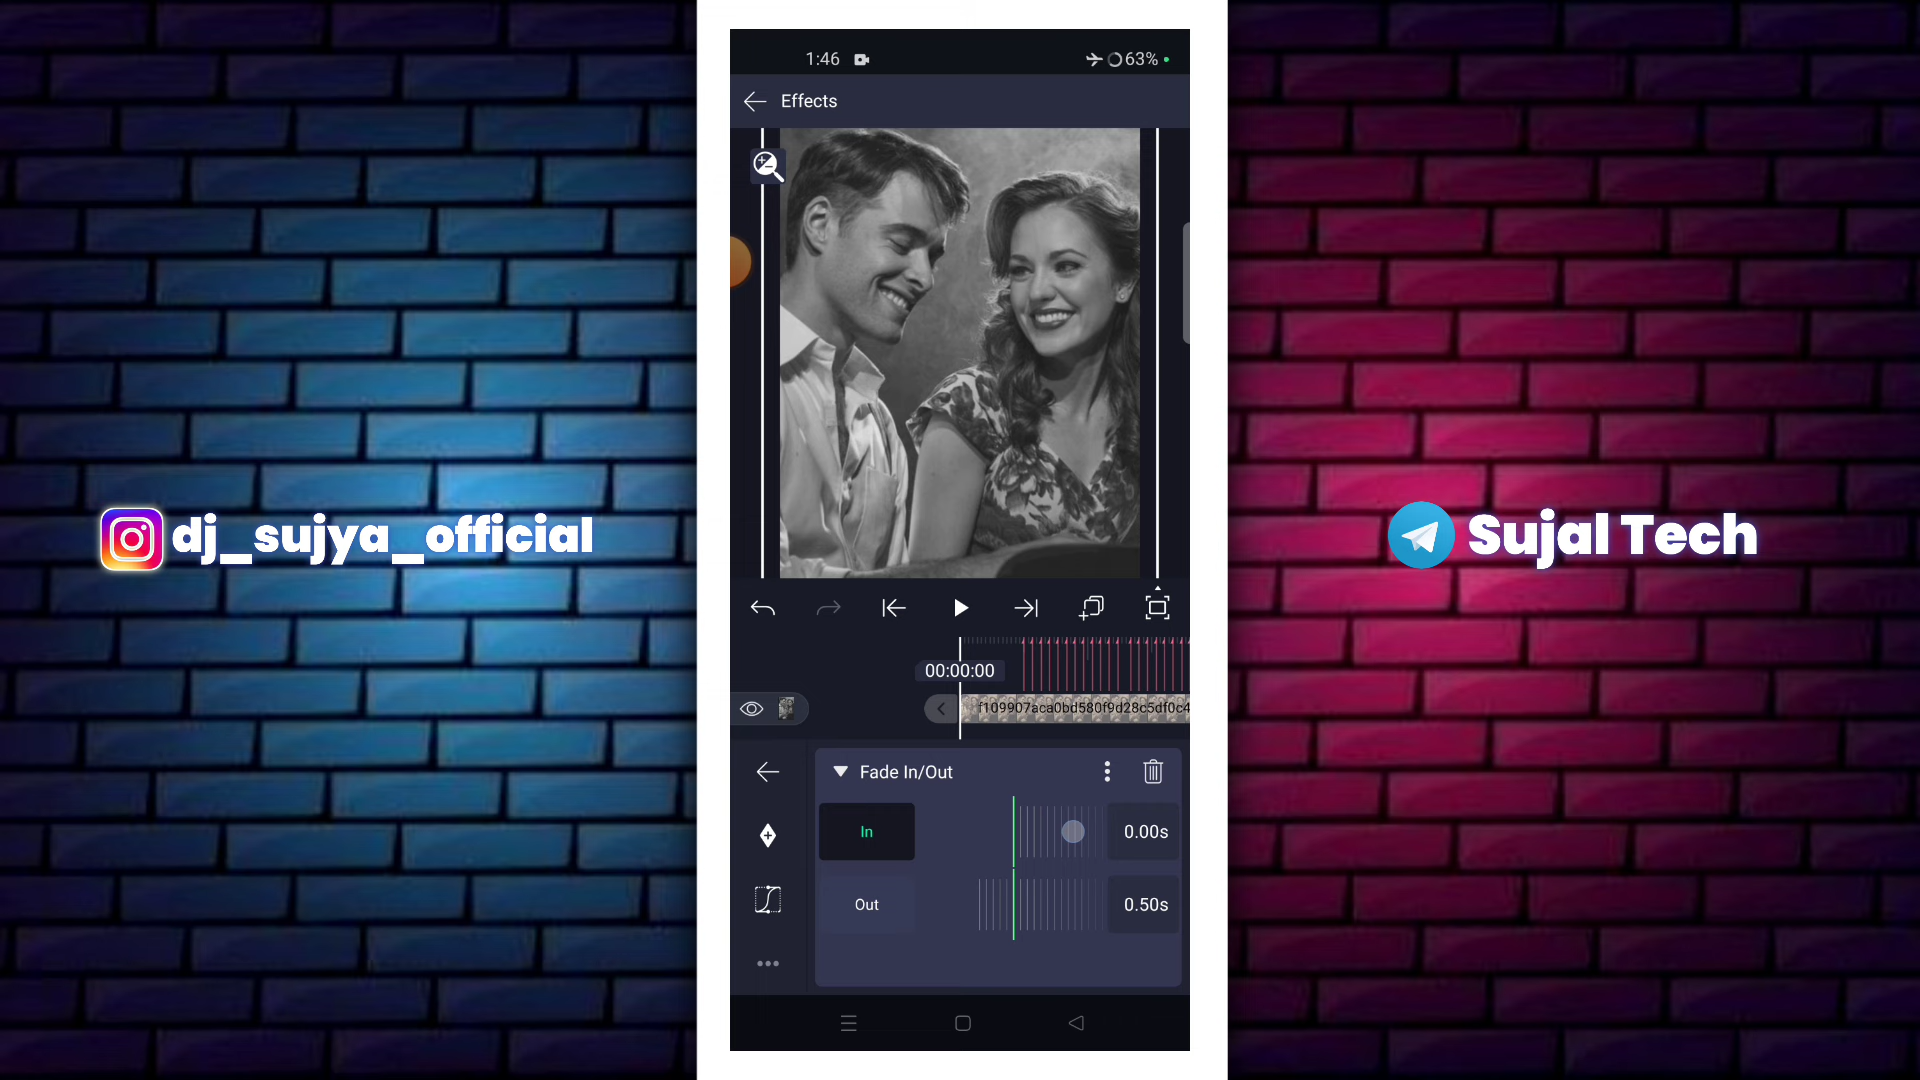 1:46
63%
Effects
dj_sujya_official
Sujal Tech
00:00:00
f109907aca0bd580f9d28c5df0c4
Fade In/Out
In
0.00s
Out
0.50s